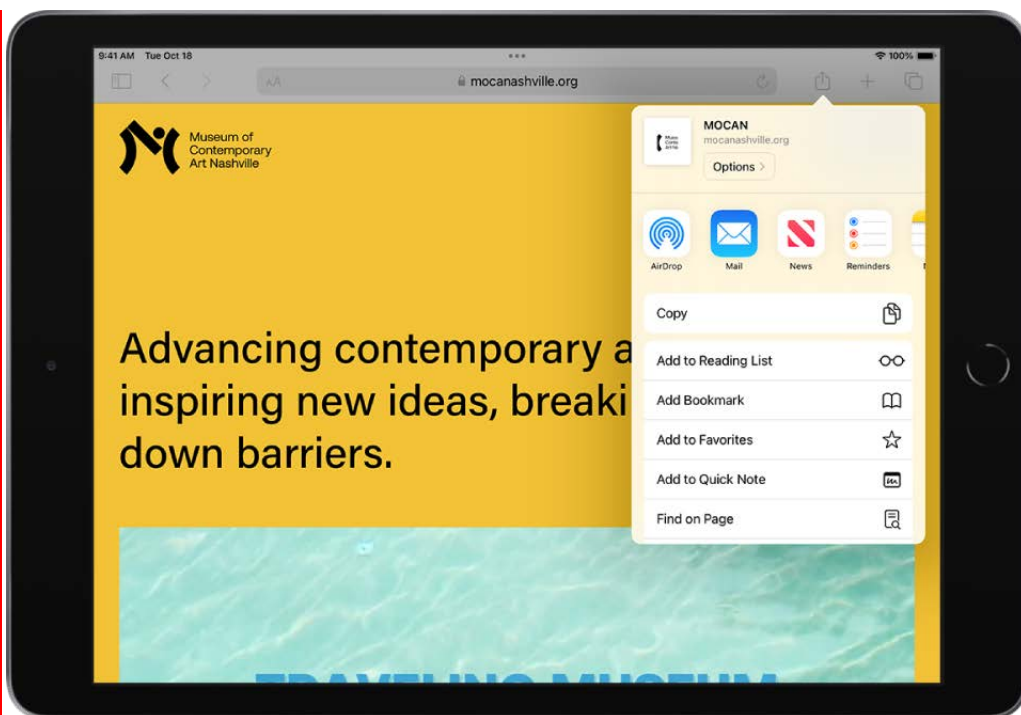 9:41 AM Tue Oct 18
100%
AA
mocanashville.org
Museum of
Contemporary
Art Nashville
MOCAN
mocanashville.org
Options
AirDrop
Mail
News
Reminders
Copy
Add to Reading List
Add Bookmark
Add to Favorites
Add to Quick Note
Find on Page
Advancing contemporary a
inspiring new ideas, breaki
down barriers.
TRAVELING MUSEUM